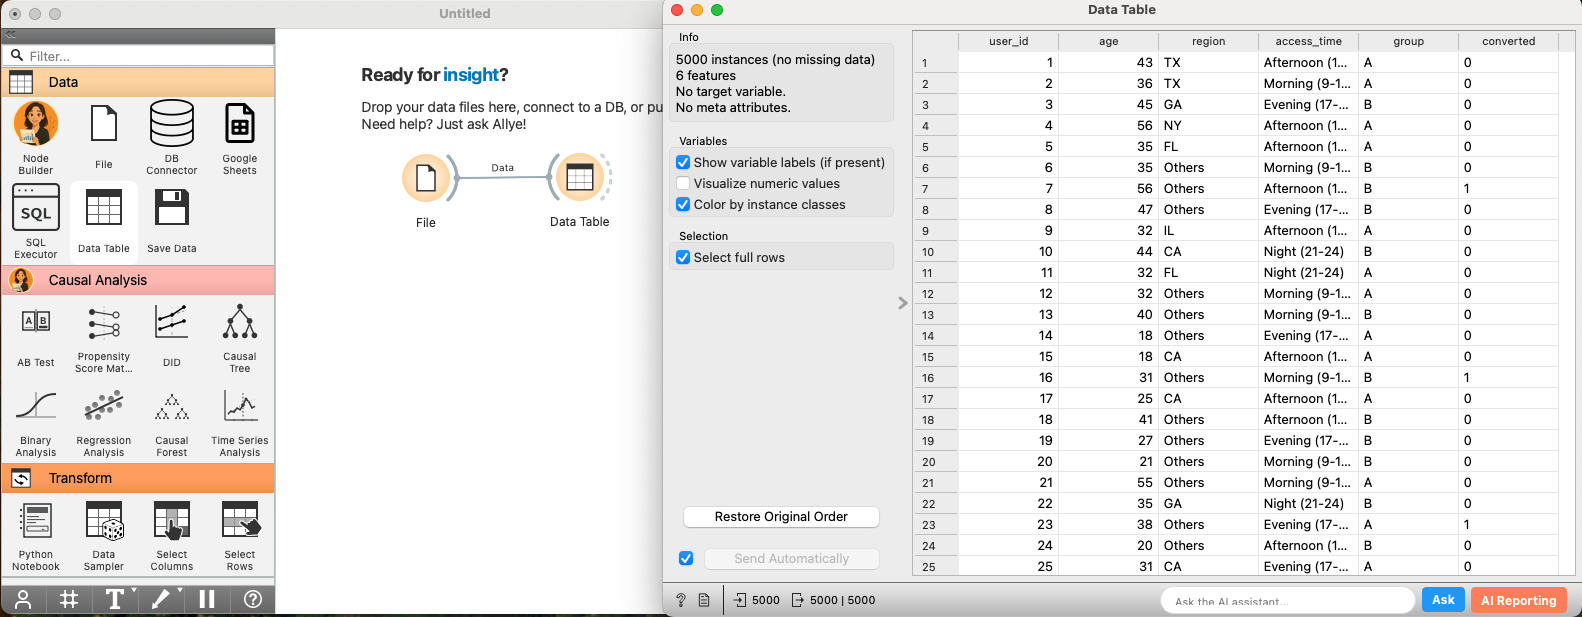 Untitled
Filter...
Data
Node Builder
File
DB Connector
Google Sheets
SQL
SQL Executor
Data Table
Save Data
Causal Analysis
A B
AB Test
Propensity Score Mat...
DID
Causal Tree
Binary Analysis
Regression Analysis
Causal Forest
Time Series Analysis
Transform
Python Notebook
Data Sampler
Select Columns
Select Rows
Ready for insight?
Drop your data files here, connect to a DB, or pu
Need help? Just ask Allye!
File
Data
Data Table
Data Table
Info
5000 instances (no missing data)
6 features
No target variable.
No meta attributes.
Variables
Show variable labels (if present)
Visualize numeric values
Color by instance classes
Selection
Select full rows
Restore Original Order
Send Automatically
user_id age region access_time group converted
1 1 43 TX Afternoon (1... A 0
2 2 36 TX Morning (9-1... A 0
3 3 45 GA Evening (17-... B 0
4 4 56 NY Afternoon (1... A 0
5 5 35 FL Afternoon (1... A 0
6 6 35 Others Morning (9-1... B 0
7 7 56 Others Afternoon (1... B 1
8 8 47 Others Evening (17-... B 0
9 9 32 IL Afternoon (1... A 0
10 10 44 CA Night (21-24) B 0
11 11 32 FL Night (21-24) A 0
12 12 32 Others Morning (9-1... A 0
13 13 40 Others Morning (9-1... B 0
14 14 18 Others Evening (17-... A 0
15 15 18 CA Afternoon (1... A 0
16 16 31 Others Morning (9-1... B 1
17 17 25 CA Afternoon (1... A 0
18 18 41 Others Afternoon (1... B 0
19 19 27 Others Evening (17-... B 0
20 20 21 Others Morning (9-1... B 0
21 21 55 Others Morning (9-1... A 0
22 22 35 GA Night (21-24) B 0
23 23 38 Others Evening (17-... A 1
24 24 20 Others Afternoon (1... B 0
25 25 31 CA Evening (17-... A 0
5000 5000 | 5000
Ask the AI assistant...
Ask
AI Reporting